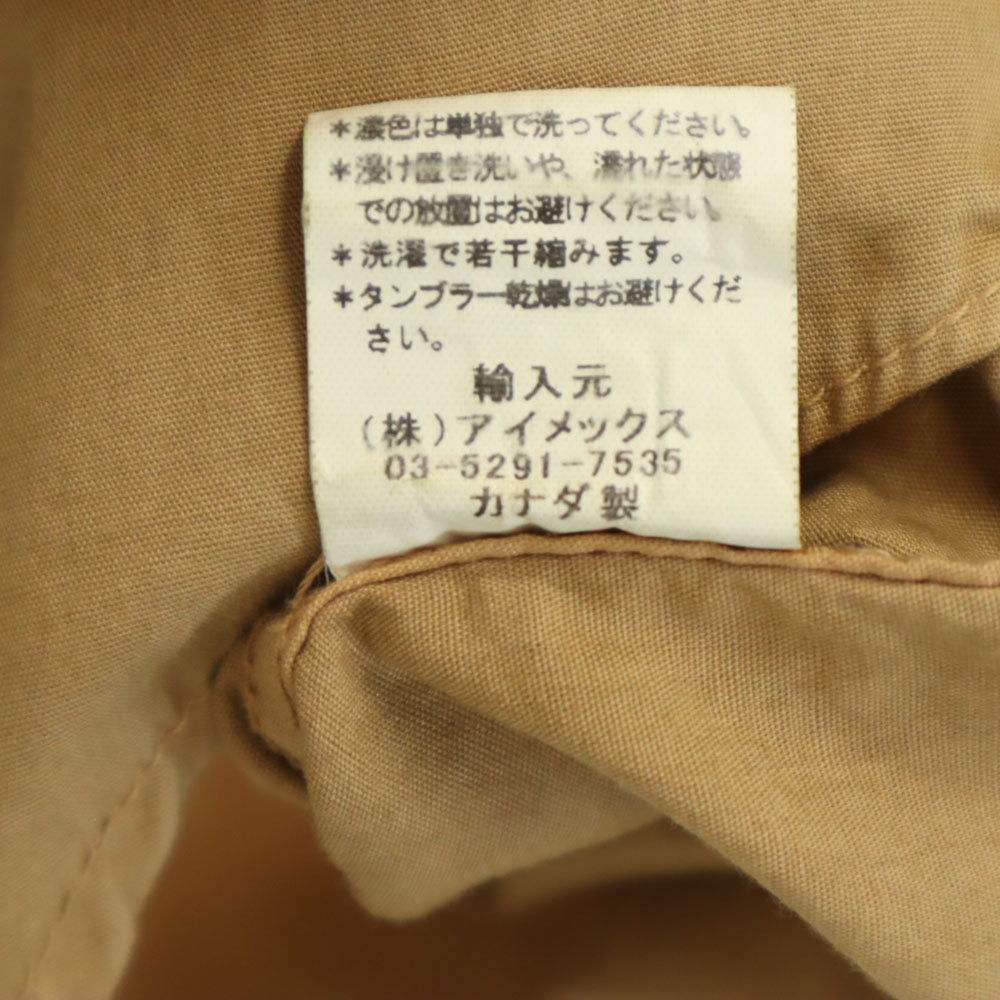 ＊濃色は単独で洗ってください。
＊浸け置き洗いや、濡れた状態
での放置はお避けください。
＊洗濯で若干縮みます。
＊タンブラー乾燥はお避けくだ
さい。
輸入元
（株）アイメックス
03-5291-7535
カナダ製